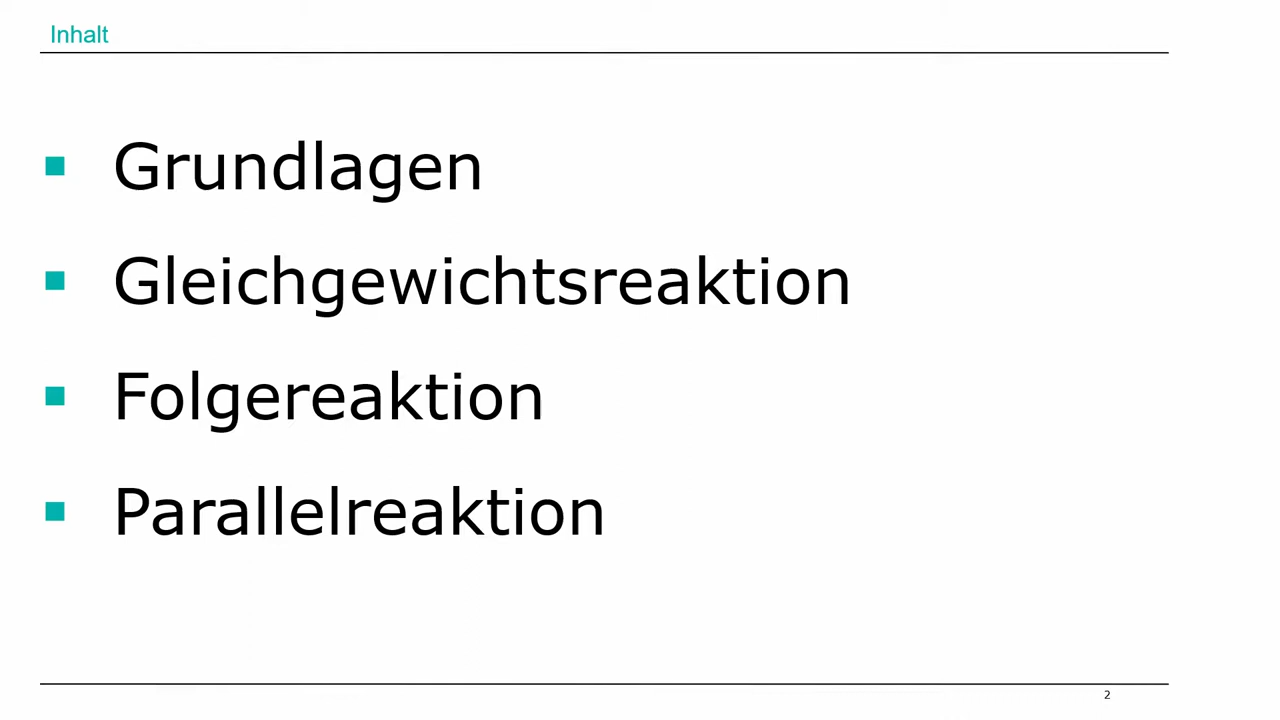 Inhalt
▪ Grundlagen
▪ Gleichgewichtsreaktion
▪ Folgereaktion
▪ Parallelreaktion
2